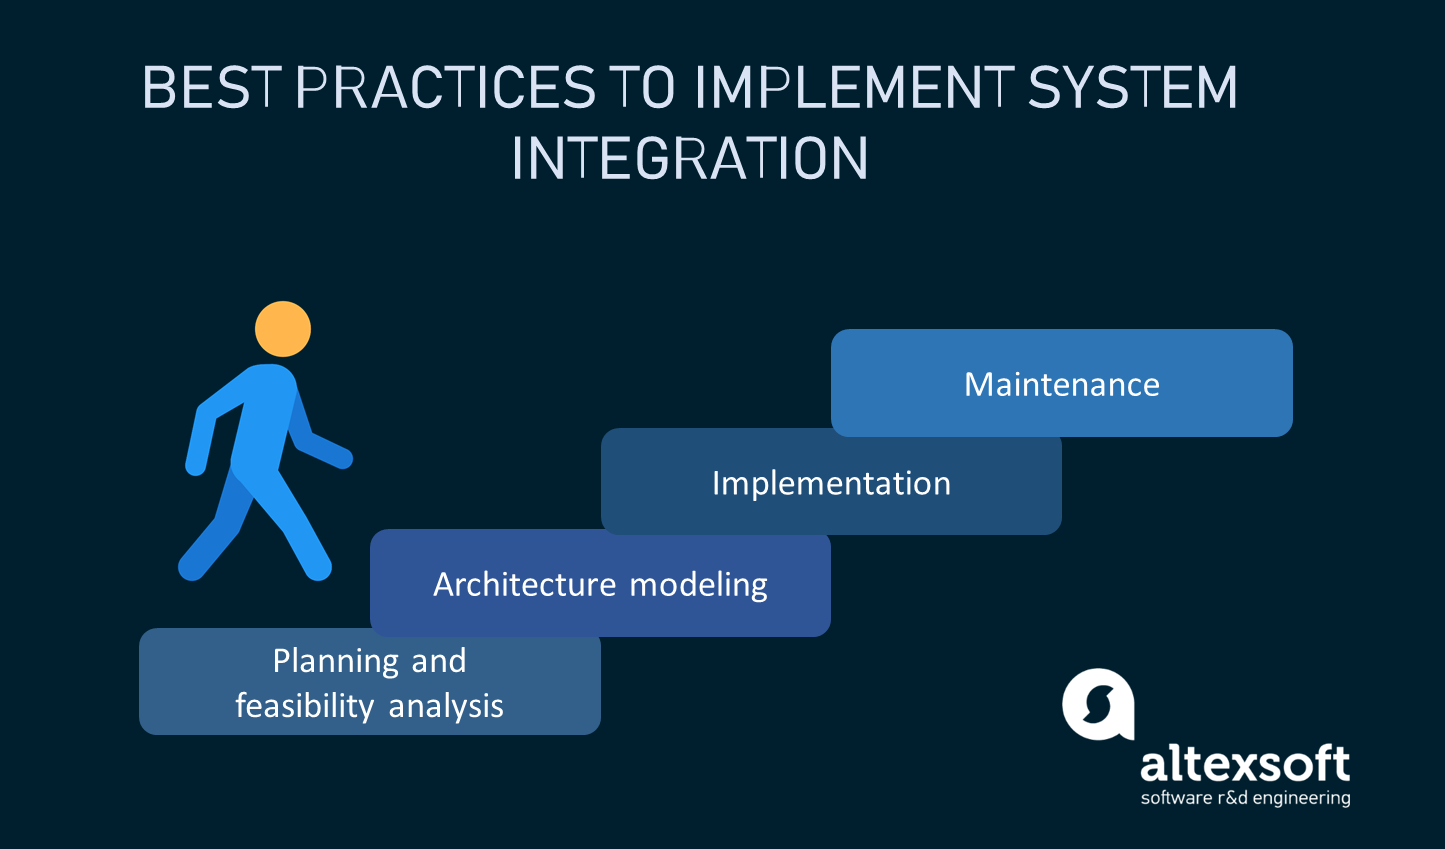 BEST PRACTICES TO IMPLEMENT SYSTEM
INTEGRATION
Maintenance
Implementation
Architecture modeling
Planning and
feasibility analysis
altexsoft
software r&d engineering